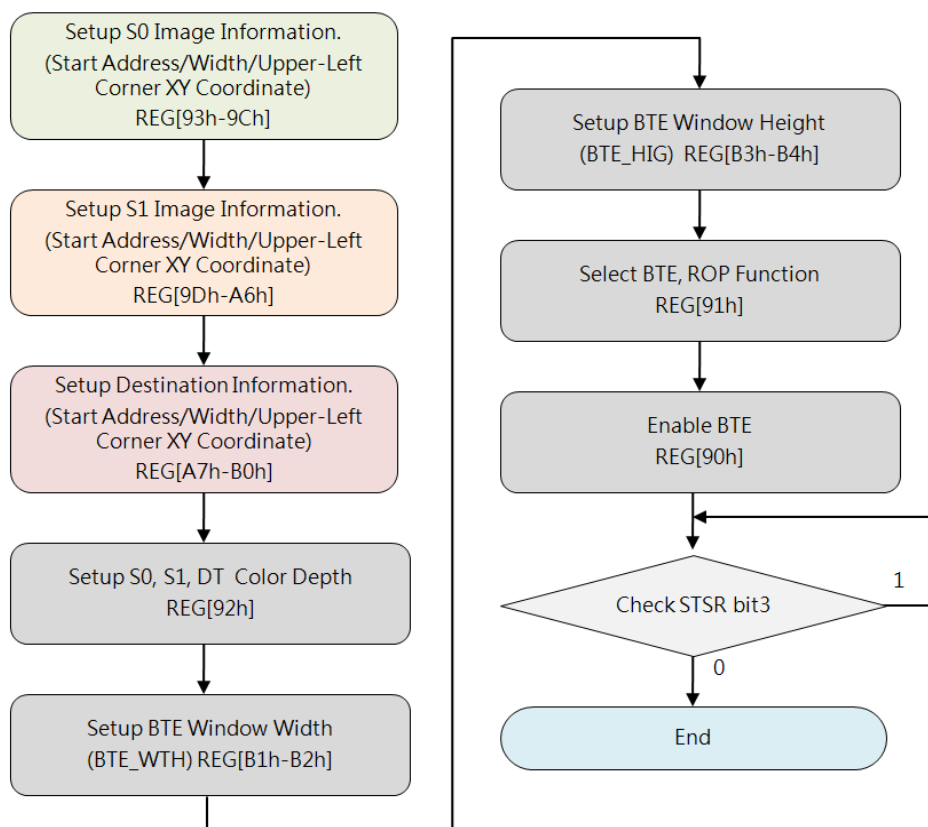 Setup S0 Image Information.
(Start Address/Width/Upper-Left
Corner XY Coordinate)
REG[93h-9Ch]
Setup S1 Image Information.
(Start Address/Width/Upper-Left
Corner XY Coordinate)
REG[9Dh-A6h]
Setup Destination Information.
(Start Address/Width/Upper-Left
Corner XY Coordinate)
REG[A7h-B0h]
Setup S0, S1, DT Color Depth
REG[92h]
Setup BTE Window Width
(BTE_WTH) REG[B1h-B2h]
Setup BTE Window Height
(BTE_HIG) REG[B3h-B4h]
Select BTE, ROP Function
REG[91h]
Enable BTE
REG[90h]
Check STSR bit3
1
0
End